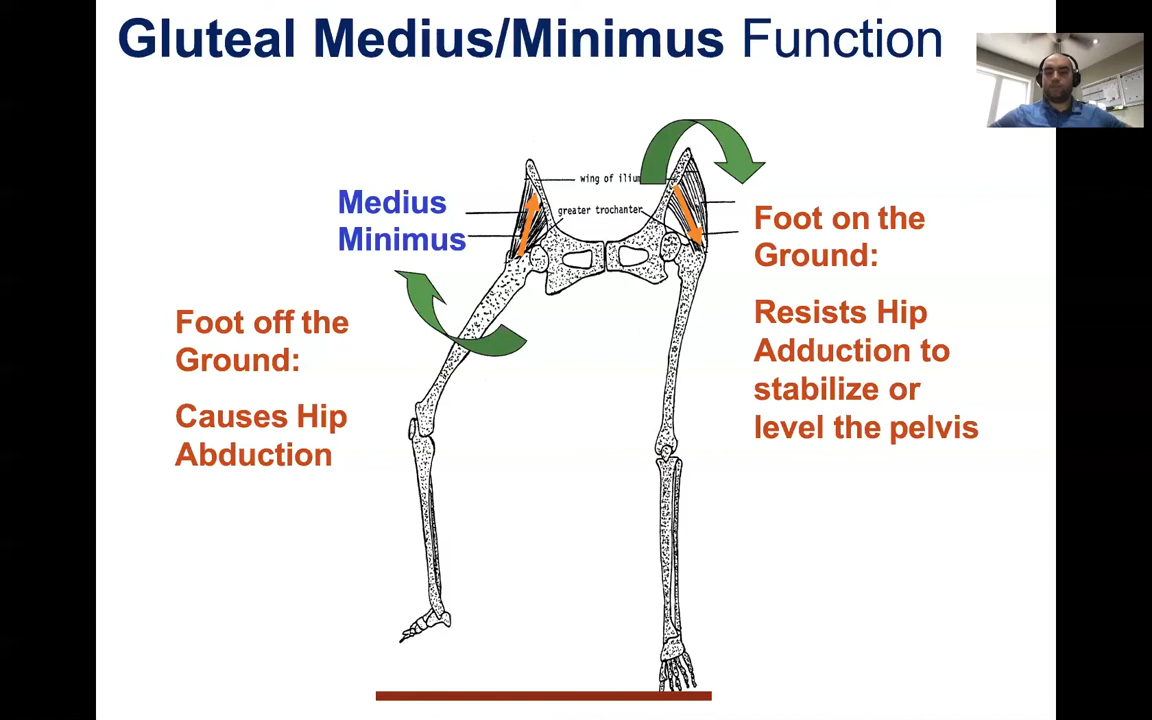 Gluteal Medius/Minimus Function
wing of ilium
greater trochanter
Medius
Minimus
Foot off the
Ground:
Causes Hip
Abduction
Foot on the
Ground:
Resists Hip
Adduction to
stabilize or
level the pelvis